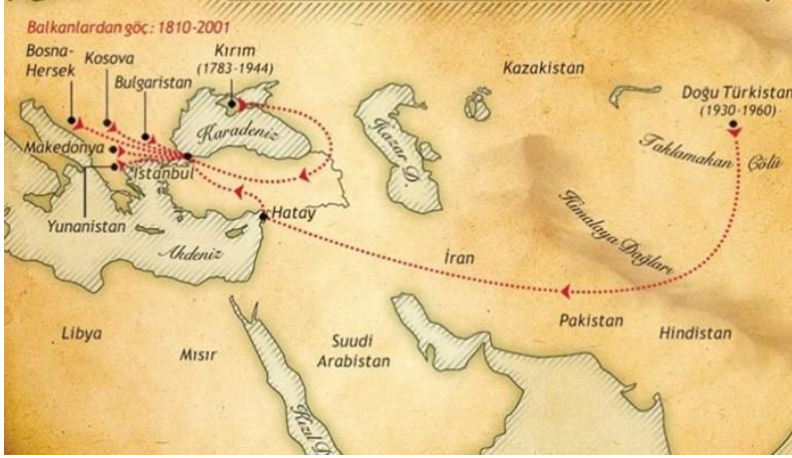 Balkanlardan göç: 1810-2001
Bosna-
Hersek
Kosova
Bulgaristan
Kırım
(1783-1944)
Kazakistan
Doğu Türkistan
(1930-1960)
Karadeniz
Hazar D.
Makedonya
İstanbul
Taklamakan Çölü
Yunanistan
Hatay
Himalaya Dağları
Akdeniz
İran
Libya
Mısır
Suudi
Arabistan
Pakistan
Hindistan
Kızıl D